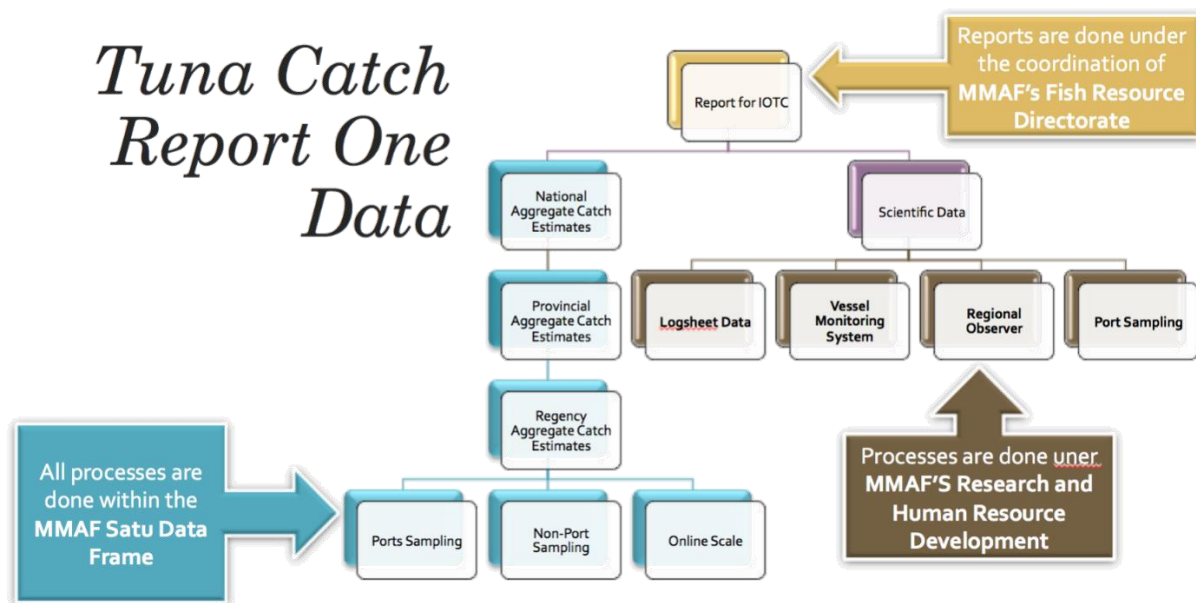 Tuna Catch
Report One
Data
Report for IOTC
Reports are done under
the coordination of
MMAF's Fish Resource
Directorate
National
Aggregate Catch
Estimates
Scientific Data
Provincial
Aggregate Catch
Estimates
Logsheet Data
Vessel
Monitoring
System
Regional
Observer
Port Sampling
Regency
Aggregate Catch
Estimates
All processes are
done within the
MMAF Satu Data
Frame
Ports Sampling
Non-Port
Sampling
Online Scale
Processes are done uner
MMAF'S Research and
Human Resource
Development